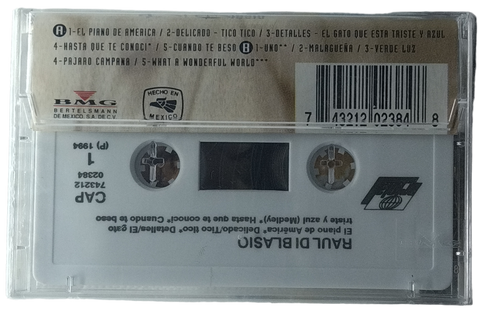 A 1-EL PIANO DE AMÉRICA / 2-DELICADO - TICO TICO / 3-DETALLES - EL GATO QUE ESTA TRISTE Y AZUL
4-HASTA QUE TE CONOCI* / 5-CUANDO TE BESO B 1-UNO** / 2-MALAGUEÑA / 3-VERDE LUZ
4-PAJARO CAMPANA / 5-WHAT A WONDERFUL WORLD***
BMG
BERTELSMANN
DE MEXICO, S.A. DE C.V.
HECHO EN
MEXICO
7 43212 02384 8
RAUL DI BLASIO
El piano de América* Delicado/Tico tico* Detalles/El gato
triste y azul (Medley)* Hasta que te conocí* Cuando te beso
CAP
743212
02384
1
(P) 1994